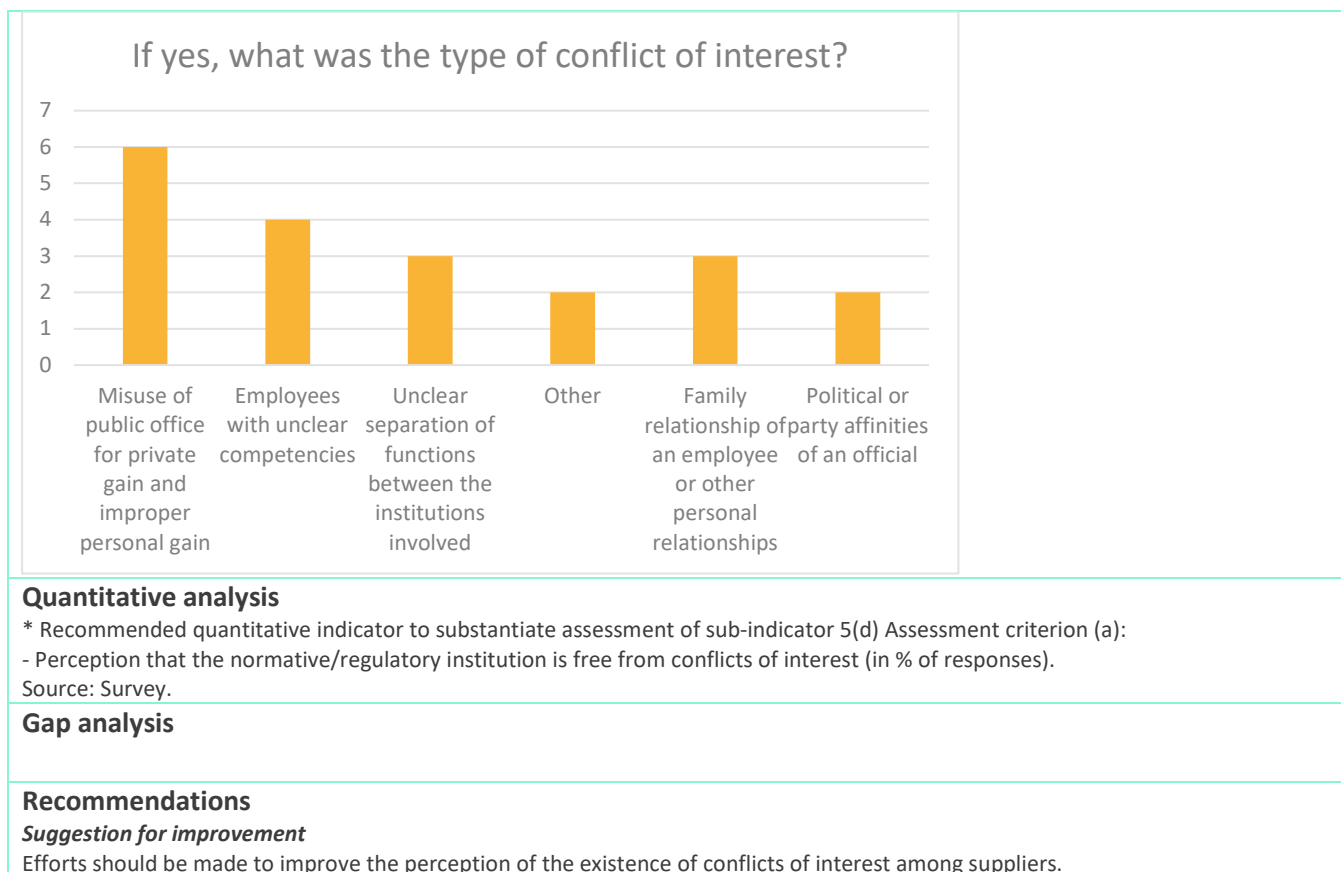 If yes, what was the type of conflict of interest?
7
6
5
4
3
2
1
0
Misuse of
public office
for private
gain and
improper
personal gain
Employees
with unclear
competencies
Unclear
separation of
functions
between the
institutions
involved
Other
Family
relationship of
an employee
or other
personal
relationships
Political or
party affinities
of an official
Quantitative analysis
* Recommended quantitative indicator to substantiate assessment of sub-indicator 5(d) Assessment criterion (a):
- Perception that the normative/regulatory institution is free from conflicts of interest (in % of responses).
Source: Survey.
Gap analysis
Recommendations
Suggestion for improvement
Efforts should be made to improve the perception of the existence of conflicts of interest among suppliers.